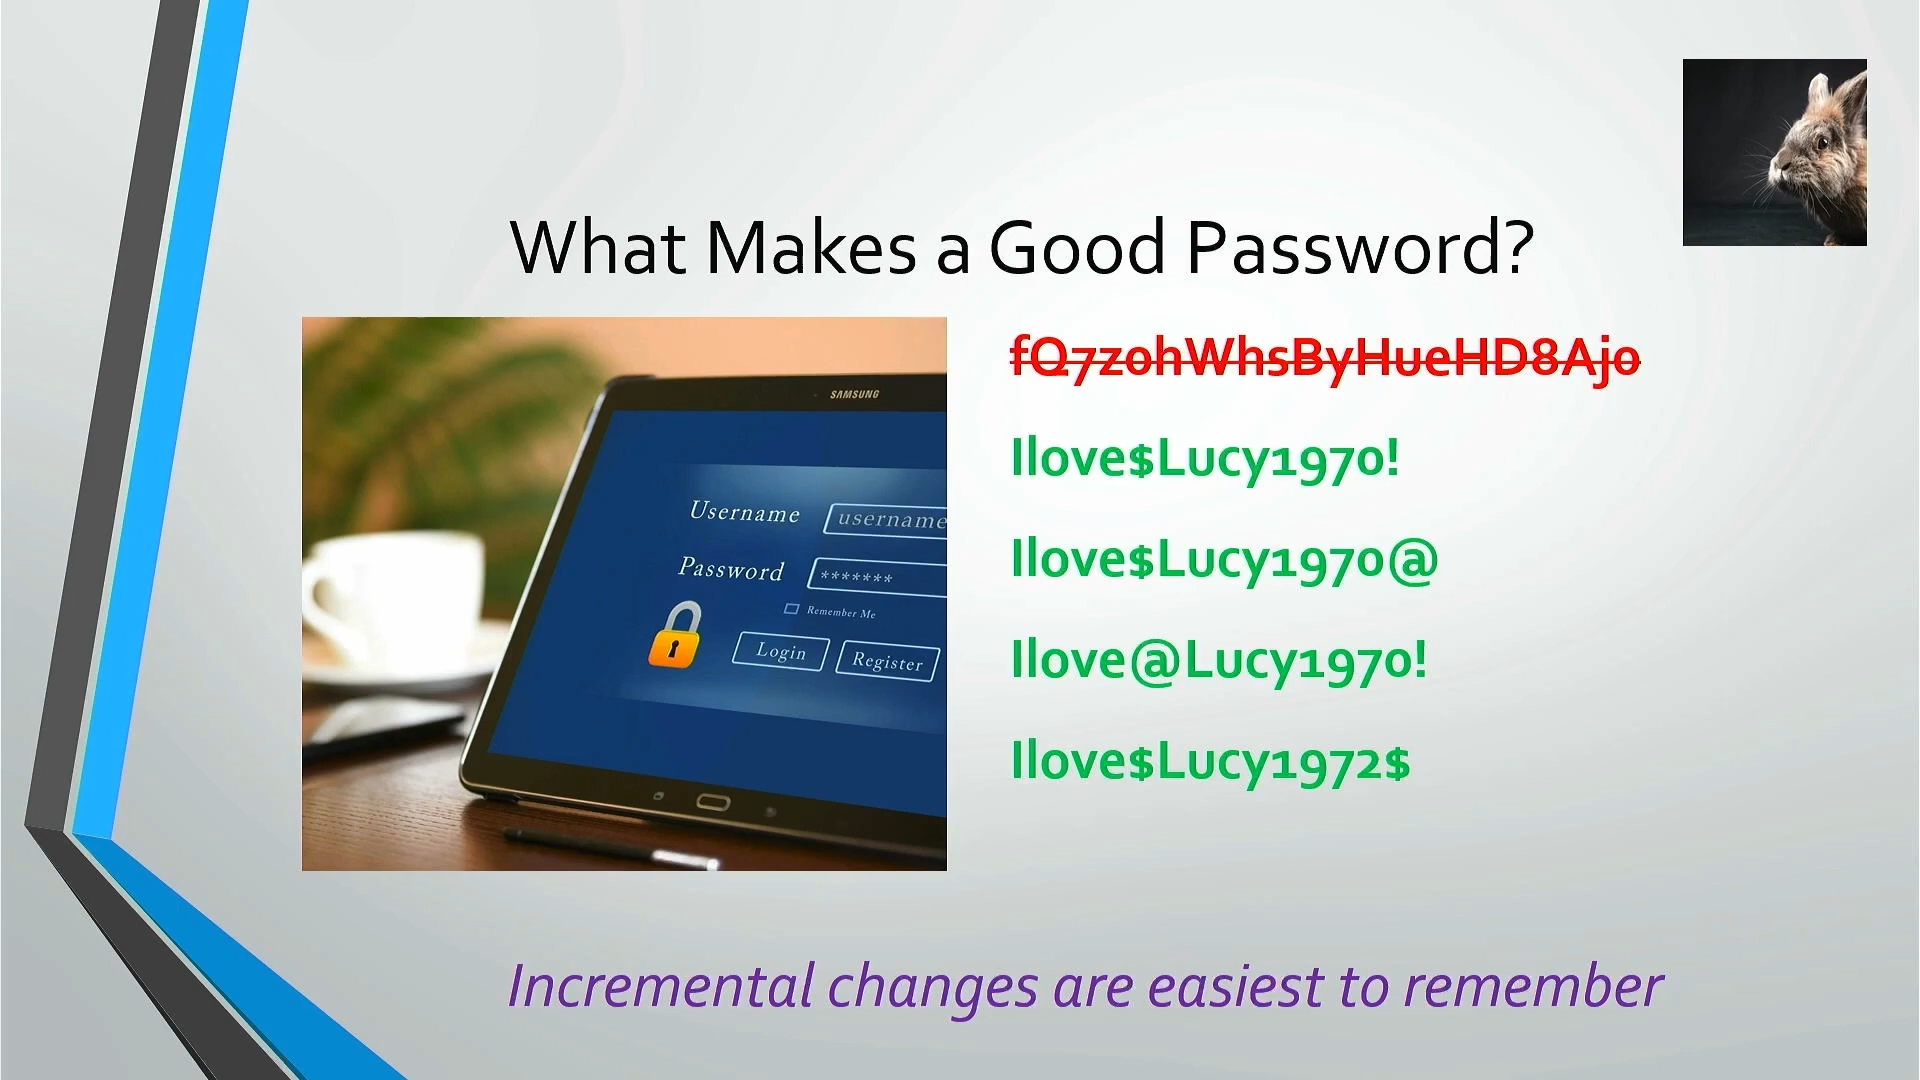 What Makes a Good Password?
fQ7zohWhsByHueHD8Ajo
Ilove$Lucy1970!
Ilove$Lucy1970@
Ilove@Lucy1970!
Ilove$Lucy1972$
SAMSUNG
Username username
Password *******
Remember Me
Login Register
Incremental changes are easiest to remember